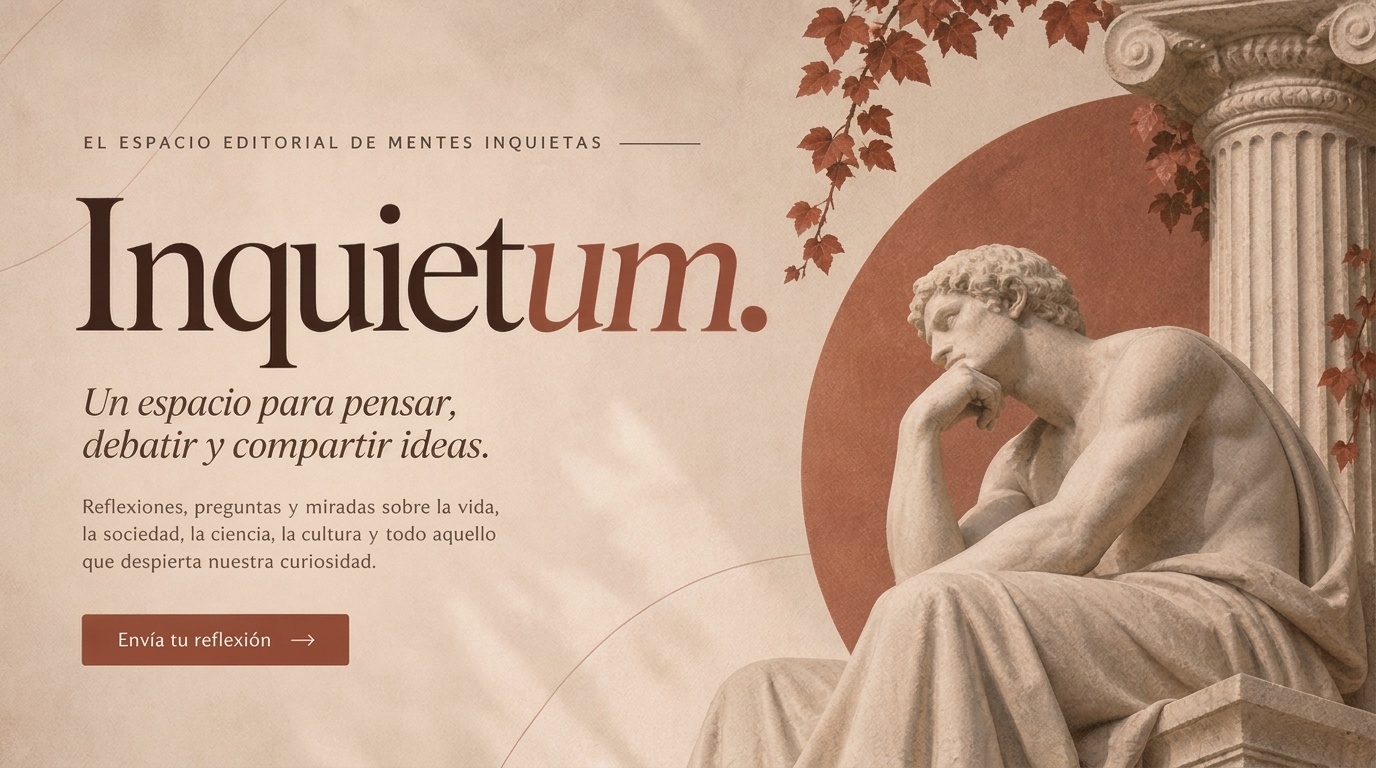 EL ESPACIO EDITORIAL DE MENTES INQUIETAS
Inquietum.
Un espacio para pensar,
debatir y compartir ideas.
Reflexiones, preguntas y miradas sobre la vida,
la sociedad, la ciencia, la cultura y todo aquello
que despierta nuestra curiosidad.
Envía tu reflexión →